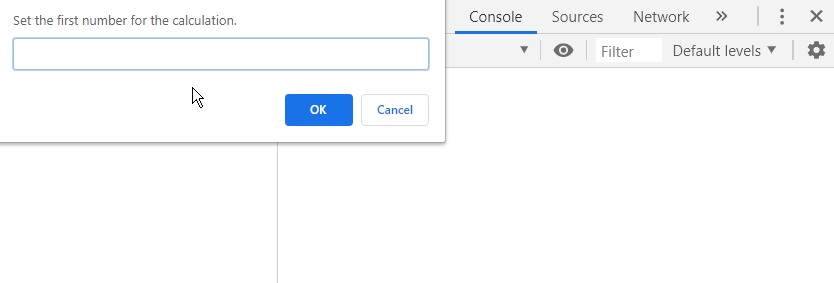 Set the first number for the calculation.
OK
Cancel
Console
Sources
Network
Filter
Default levels